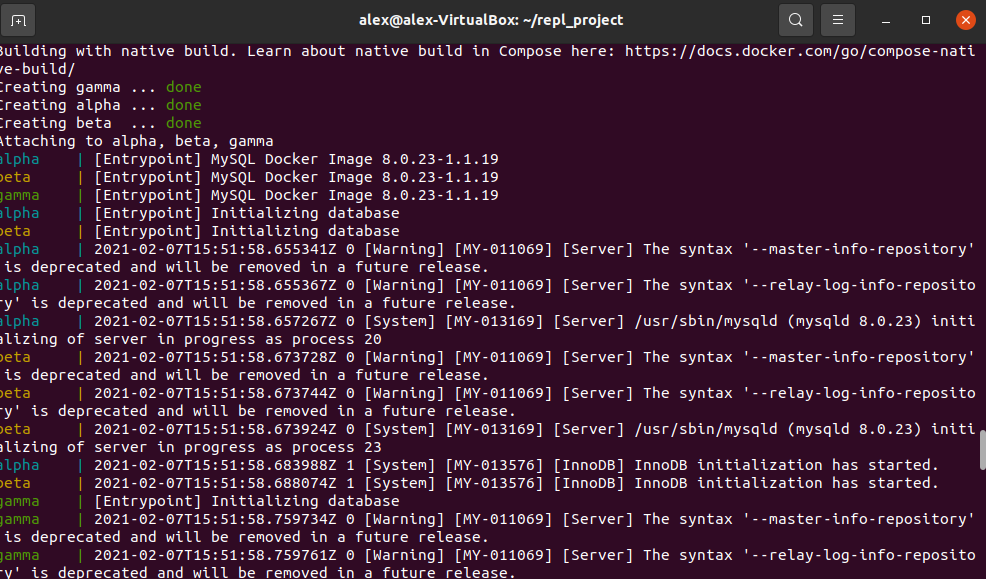 alex@alex-VirtualBox: ~/repl_project
Building with native build. Learn about native build in Compose here: https://docs.docker.com/go/compose-nati
ve-build/
Creating gamma ... done
Creating alpha ... done
Creating beta  ... done
Attaching to alpha, beta, gamma
alpha    | [Entrypoint] MySQL Docker Image 8.0.23-1.1.19
beta     | [Entrypoint] MySQL Docker Image 8.0.23-1.1.19
gamma    | [Entrypoint] MySQL Docker Image 8.0.23-1.1.19
alpha    | [Entrypoint] Initializing database
beta     | [Entrypoint] Initializing database
alpha    | 2021-02-07T15:51:58.655341Z 0 [Warning] [MY-011069] [Server] The syntax '--master-info-repository'
 is deprecated and will be removed in a future release.
alpha    | 2021-02-07T15:51:58.655367Z 0 [Warning] [MY-011069] [Server] The syntax '--relay-log-info-reposito
ry' is deprecated and will be removed in a future release.
alpha    | 2021-02-07T15:51:58.657267Z 0 [System] [MY-013169] [Server] /usr/sbin/mysqld (mysqld 8.0.23) initi
alizing of server in progress as process 20
beta     | 2021-02-07T15:51:58.673728Z 0 [Warning] [MY-011069] [Server] The syntax '--master-info-repository'
 is deprecated and will be removed in a future release.
beta     | 2021-02-07T15:51:58.673744Z 0 [Warning] [MY-011069] [Server] The syntax '--relay-log-info-reposito
ry' is deprecated and will be removed in a future release.
beta     | 2021-02-07T15:51:58.673924Z 0 [System] [MY-013169] [Server] /usr/sbin/mysqld (mysqld 8.0.23) initi
alizing of server in progress as process 23
alpha    | 2021-02-07T15:51:58.683988Z 1 [System] [MY-013576] [InnoDB] InnoDB initialization has started.
beta     | 2021-02-07T15:51:58.688074Z 1 [System] [MY-013576] [InnoDB] InnoDB initialization has started.
gamma    | [Entrypoint] Initializing database
gamma    | 2021-02-07T15:51:58.759734Z 0 [Warning] [MY-011069] [Server] The syntax '--master-info-repository'
 is deprecated and will be removed in a future release.
gamma    | 2021-02-07T15:51:58.759761Z 0 [Warning] [MY-011069] [Server] The syntax '--relay-log-info-reposito
ry' is deprecated and will be removed in a future release.